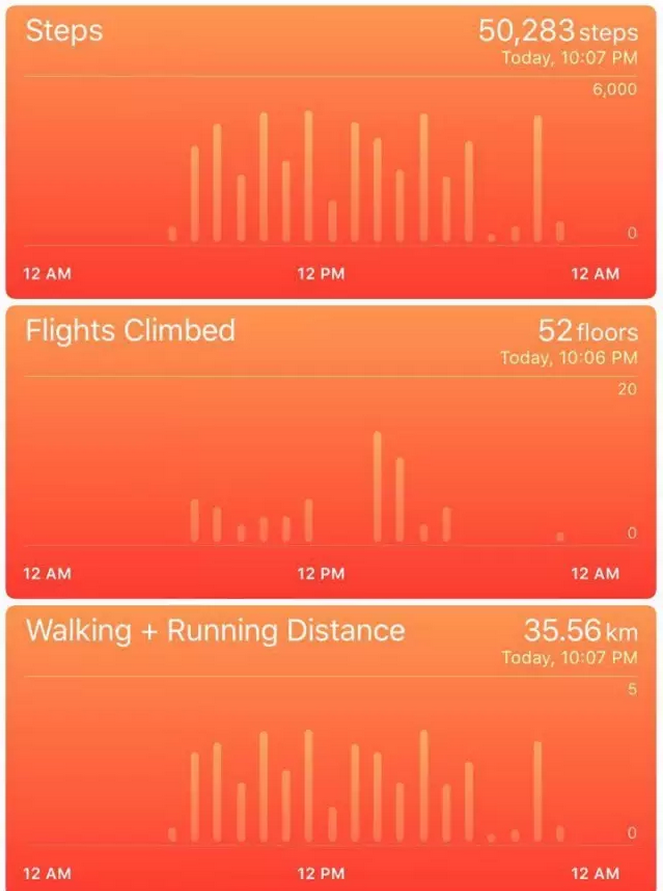 Steps 50,283 steps
Today, 10:07 PM
6,000
0
12 AM 12 PM 12 AM
Flights Climbed 52 floors
Today, 10:06 PM
20
0
12 AM 12 PM 12 AM
Walking + Running Distance 35.56 km
Today, 10:07 PM
5
0
12 AM 12 PM 12 AM